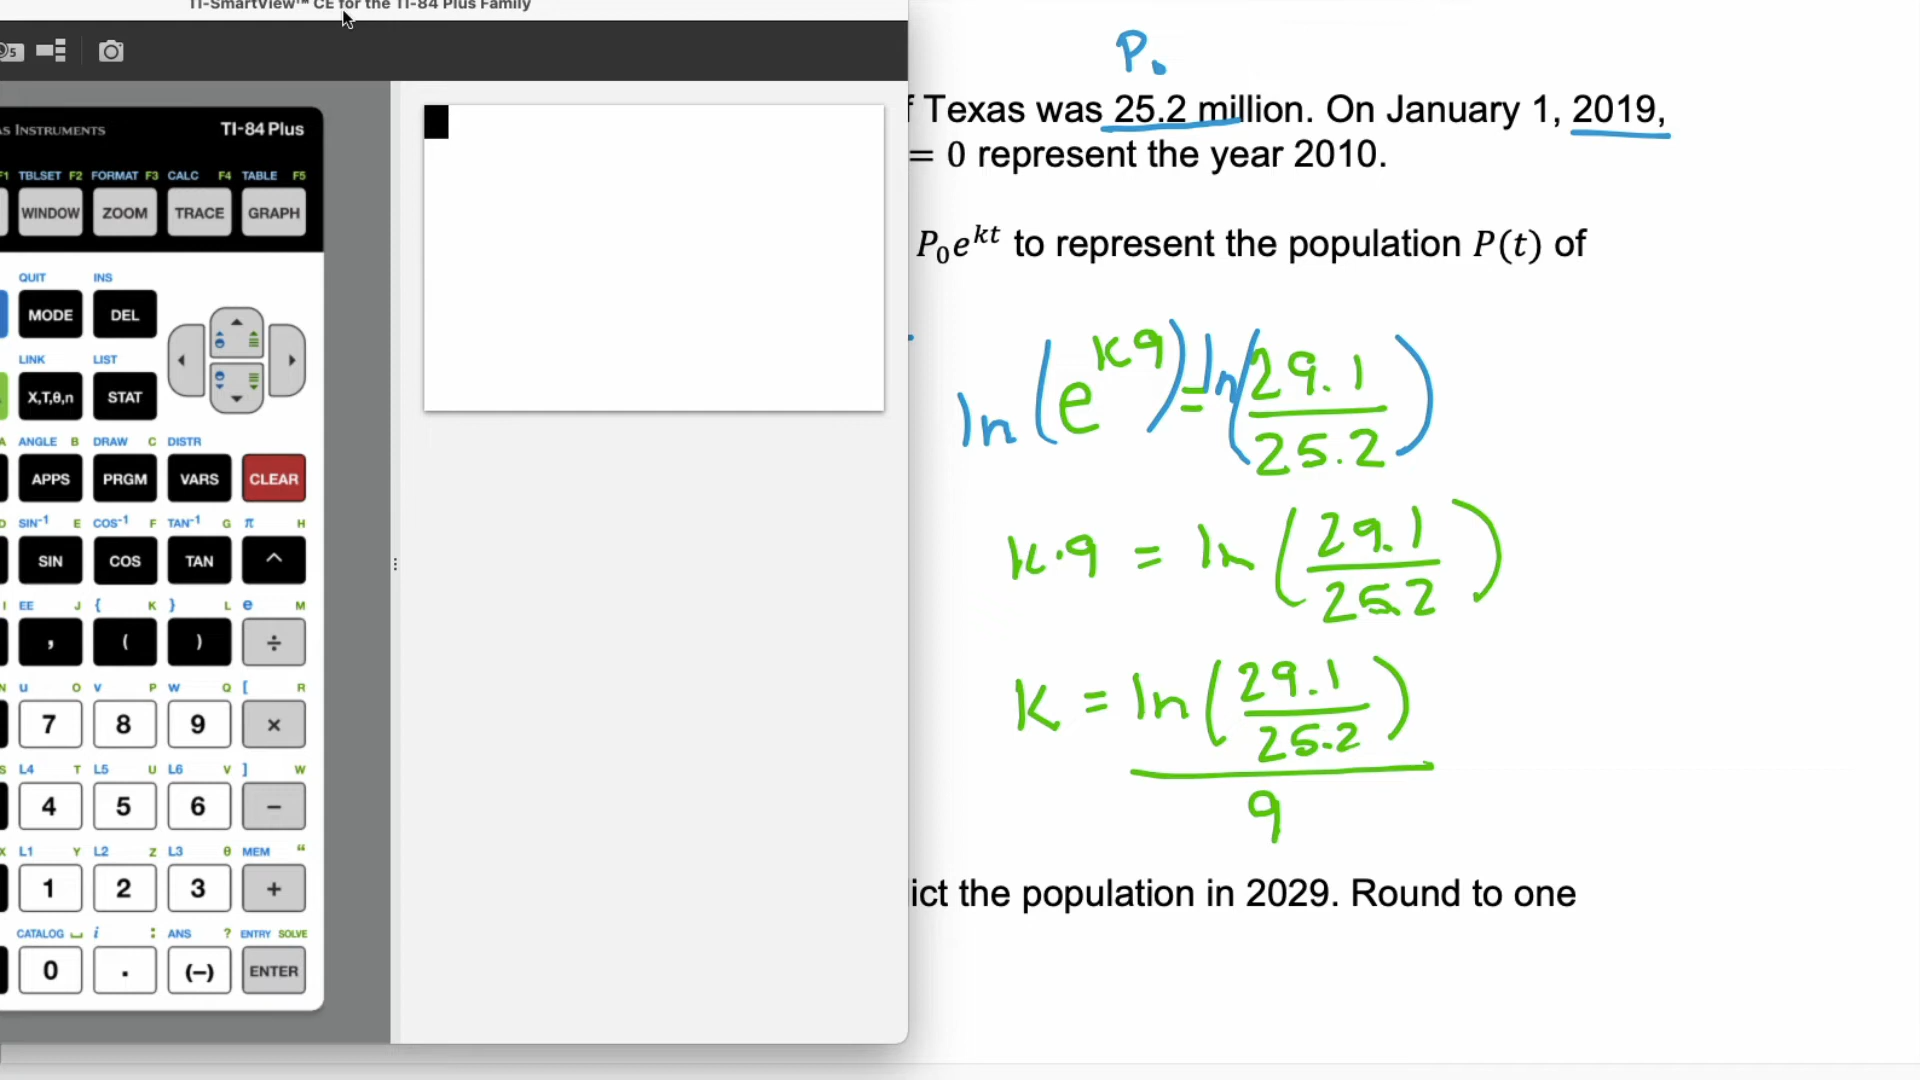 TI-SmartView™ CE for the TI-84 Plus Family
P₀
f Texas was 25.2 million. On January 1, 2019,
= 0 represent the year 2010.
P₀e^{kt} to represent the population P(t) of
ln(e^{k9}) = ln(29.1/25.2)
k·9 = ln(29.1/25.2)
k = ln(29.1/25.2)/9
ict the population in 2029. Round to one
S INSTRUMENTS TI-84 Plus
F1 TBLSET F2 FORMAT F3 CALC F4 TABLE F5
WINDOW ZOOM TRACE GRAPH
QUIT INS
MODE DEL
LINK LIST
X,T,θ,n STAT
A ANGLE B DRAW C DISTR
APPS PRGM VARS CLEAR
D SIN⁻¹ E COS⁻¹ F TAN⁻¹ G π H
SIN COS TAN ^
I EE J { K } L e M
, ( ) ÷
N u O v P w Q [ R
7 8 9 ×
S L4 T L5 U L6 V ] W
4 5 6 −
X L1 Y L2 Z L3 θ MEM “
1 2 3 +
CATALOG ⎵ i : ANS ? ENTRY SOLVE
0 . (−) ENTER